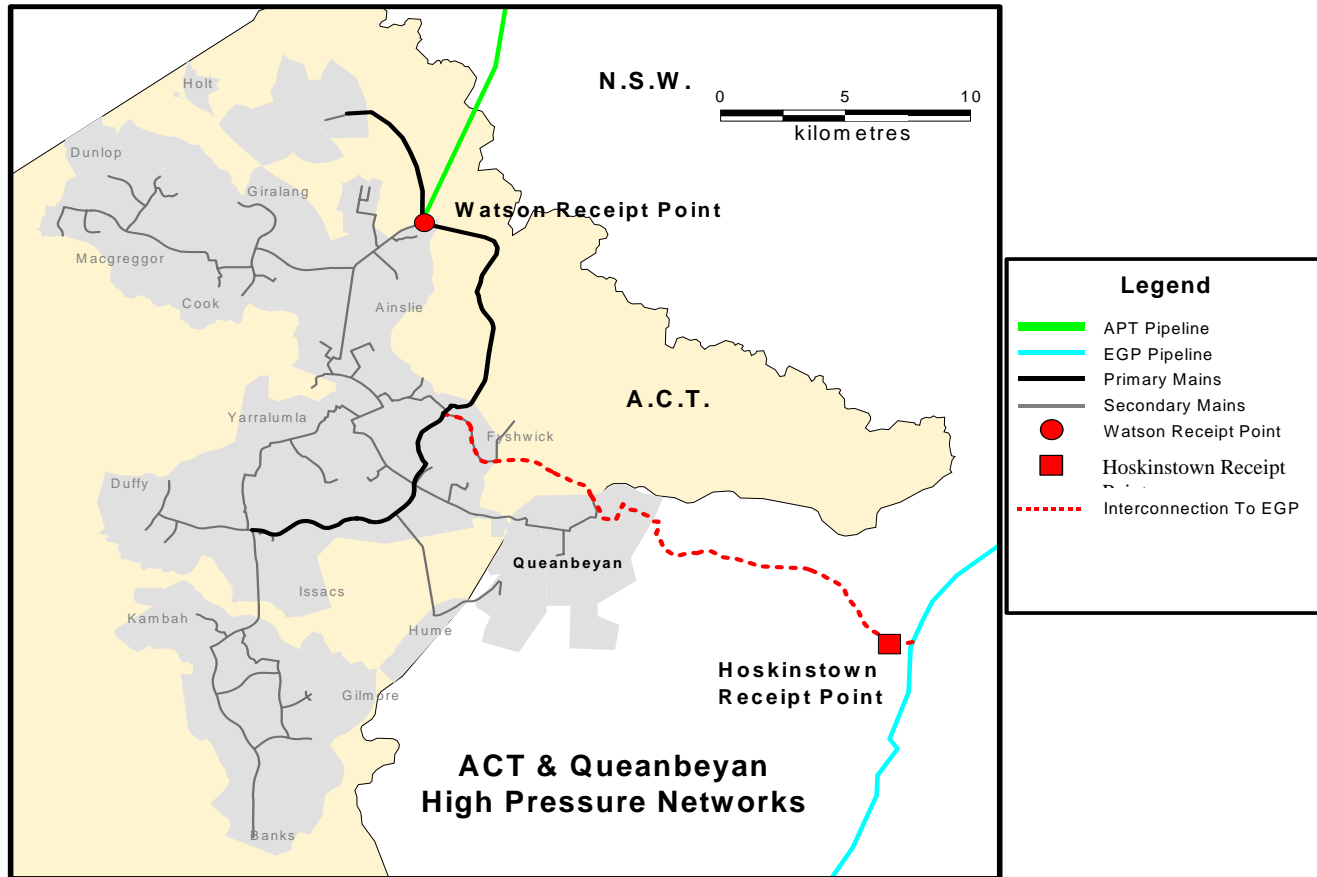 N.S.W.
Holt
0 5 10
kilometres
Dunlop
Giralang
Watson Receipt Point
Macgreggor
Cook
Ainslie
A.C.T.
Yarralumla
Fyshwick
Duffy
Queanbeyan
Issacs
Kambah
Hume
Hoskinstown
Receipt Point
Gilmore
ACT & Queanbeyan
High Pressure Networks
Banks
Legend
APT Pipeline
EGP Pipeline
Primary Mains
Secondary Mains
Watson Receipt Point
Hoskinstown Receipt
Interconnection To EGP